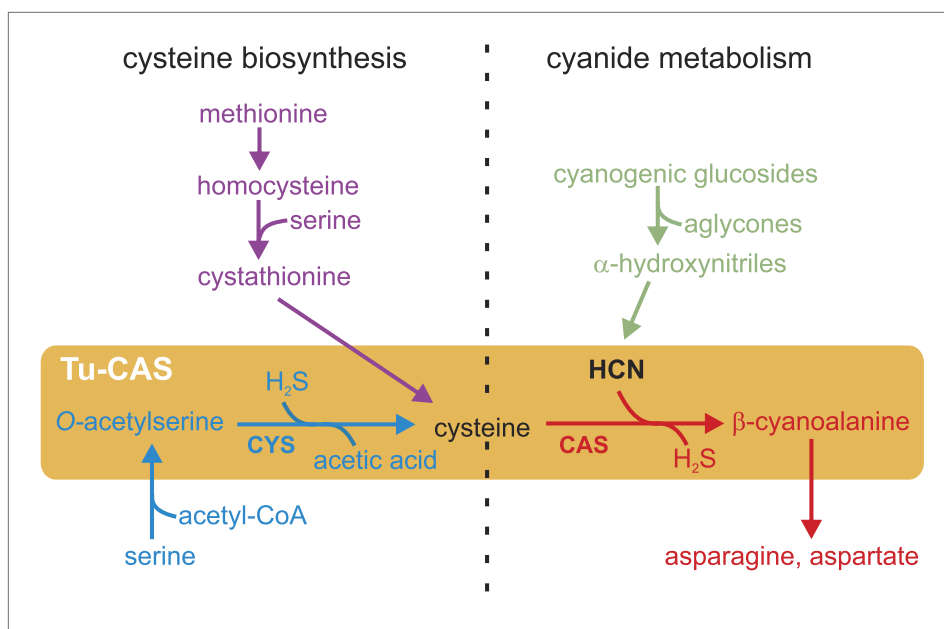 cysteine biosynthesis
cyanide metabolism
methionine
homocysteine
serine
cystathionine
cyanogenic glucosides
aglycones
α-hydroxynitriles
Tu-CAS
HCN
H₂S
O-acetylserine
CYS
acetic acid
cysteine
CAS
H₂S
β-cyanoalanine
acetyl-CoA
serine
asparagine, aspartate